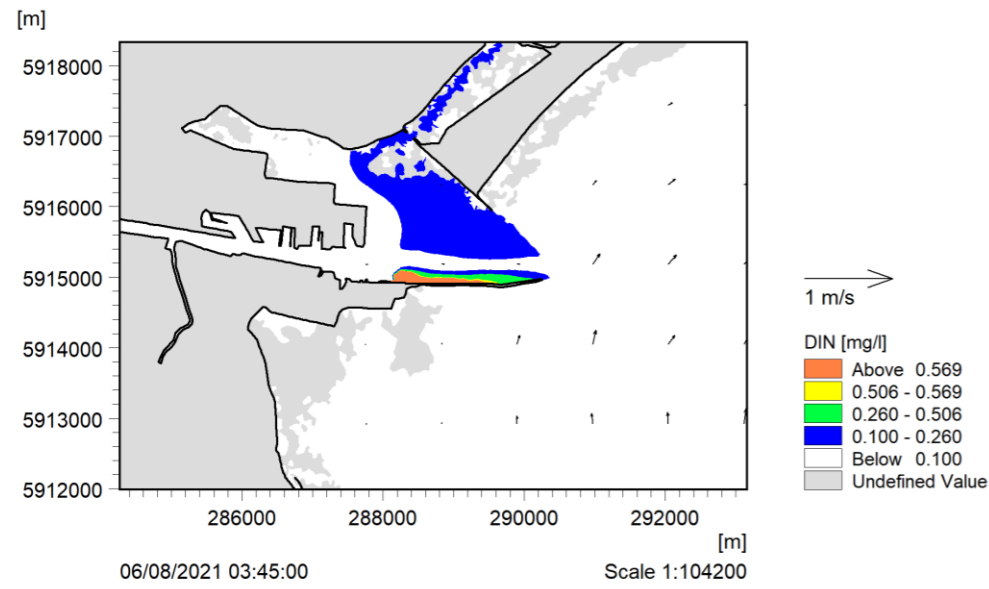 [m]
5918000
5917000
5916000
5915000
5914000
5913000
5912000
286000 288000 290000 292000
[m]
06/08/2021 03:45:00 Scale 1:104200
1 m/s
DIN [mg/l]
Above 0.569
0.506 - 0.569
0.260 - 0.506
0.100 - 0.260
Below 0.100
Undefined Value